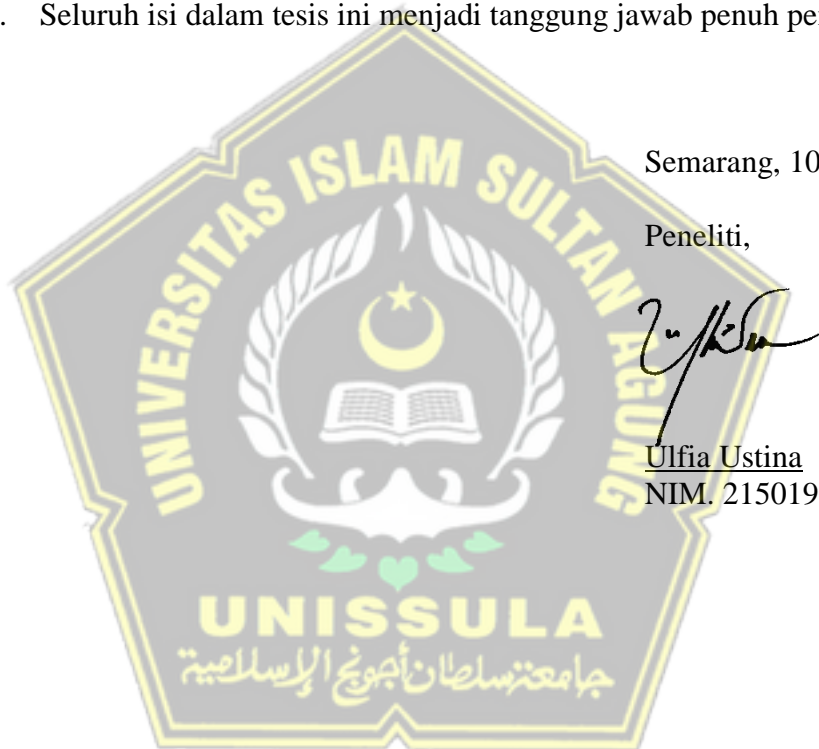 . Seluruh isi dalam tesis ini menjadi tanggung jawab penuh
Semarang, 10
Peneliti,
Ulfia Ustina
NIM. 215019
UNIVERSITAS ISLAM SULTAN AGUNG
UNISSULA
جامعة سلطان أجونج الإسلامية